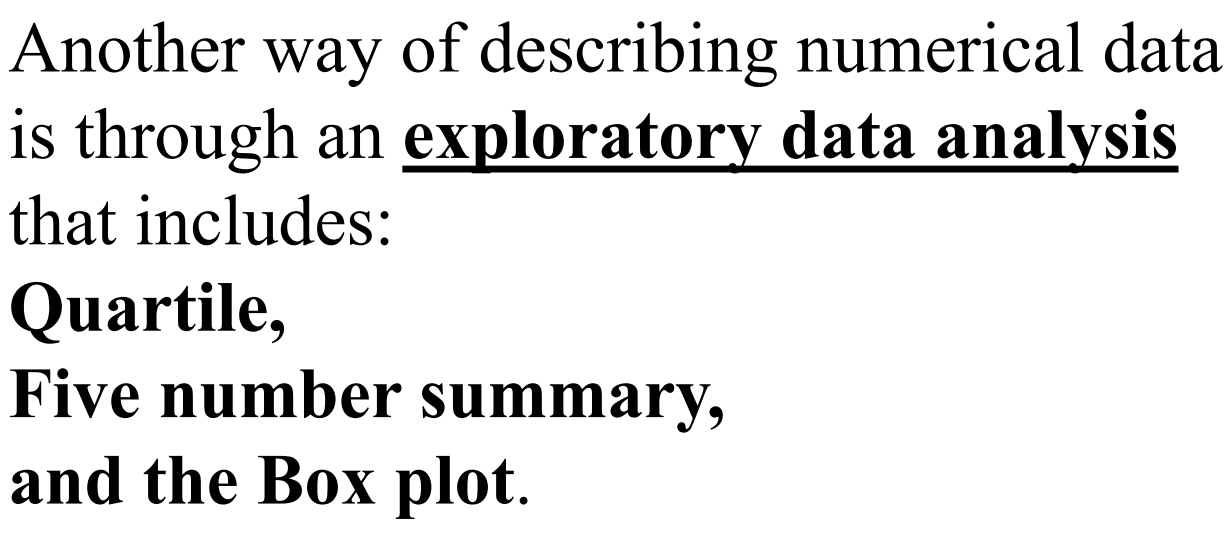 Another way of describing numerical data
is through an exploratory data analysis
that includes:
Quartile,
Five number summary,
and the Box plot.